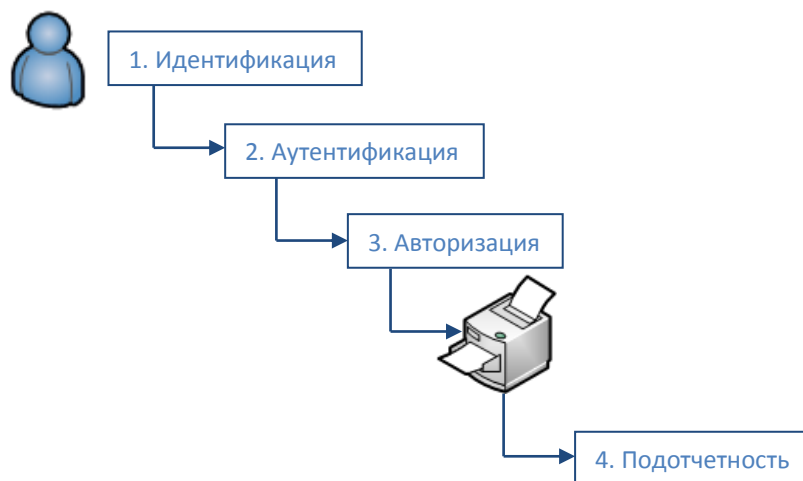 1. Идентификация
2. Аутентификация
3. Авторизация
4. Подотчетность